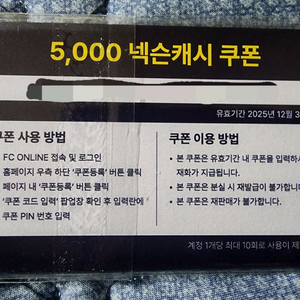 5,000 넥슨캐시 쿠폰
유효기간 2025년 12월 3
쿠폰 사용 방법
FC ONLINE 접속 및 로그인
홈페이지 우측 하단 '쿠폰등록' 버튼 클릭
페이지 내 '쿠폰등록' 버튼 클릭
'쿠폰 코드 입력' 팝업창 확인 후 입력란에
쿠폰 PIN 번호 입력
쿠폰 이용 방법
• 본 쿠폰은 유효기간 내 쿠폰을 입력하시
재화가 지급됩니다.
• 본 쿠폰은 분실 시 재발급이 불가합니다
• 본 쿠폰은 재판매가 불가합니다.
계정 1개당 최대 10회로 사용이 제